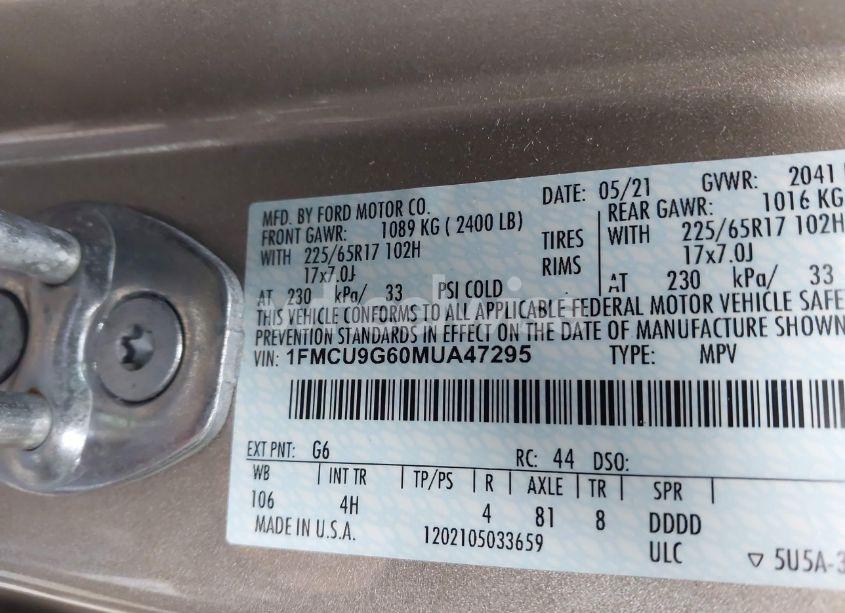 MFD. BY FORD MOTOR CO. DATE: 05/21 GVWR: 2041
FRONT GAWR: 1089 KG ( 2400 LB) REAR GAWR: 1016 KG
WITH 225/65R17 102H TIRES WITH 225/65R17 102H
17x7.0J RIMS 17x7.0J
AT 230 kPa/ 33 PSI COLD AT 230 kPa/ 33
THIS VEHICLE CONFORMS TO ALL APPLICABLE FEDERAL MOTOR VEHICLE SAFE
PREVENTION STANDARDS IN EFFECT ON THE DATE OF MANUFACTURE SHOWN
VIN: 1FMCU9G60MUA47295 TYPE: MPV
EXT PNT: G6 RC: 44 DSO:
WB INT TR TP/PS R AXLE TR SPR
106 4H 4 81 8 DDDD
MADE IN U.S.A. 1202105033659 ULC ▽ 5U5A-3